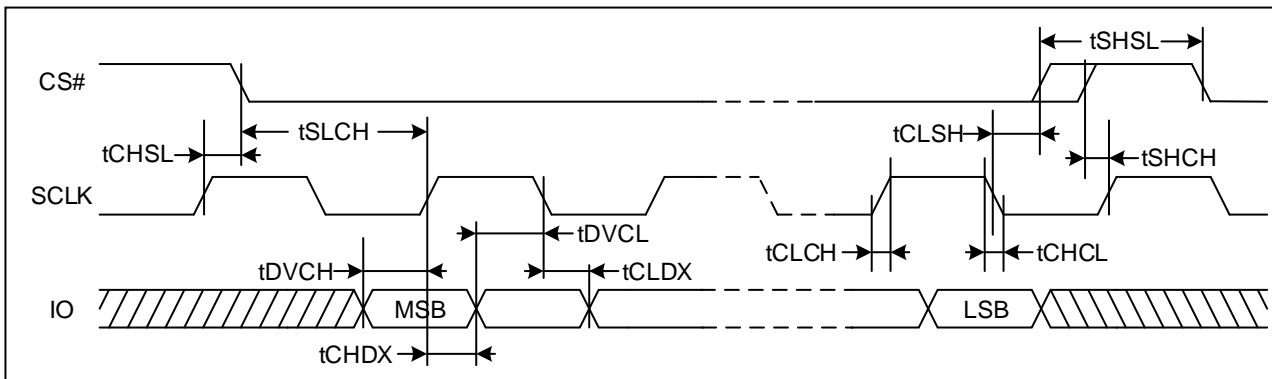 tSHSL
CS#
tSLCH
tCLSH
tCHSL
tSHCH
SCLK
tDVCL
tCLCH
tCHCL
tDVCH
tCLDX
IO
MSB
LSB
tCHDX